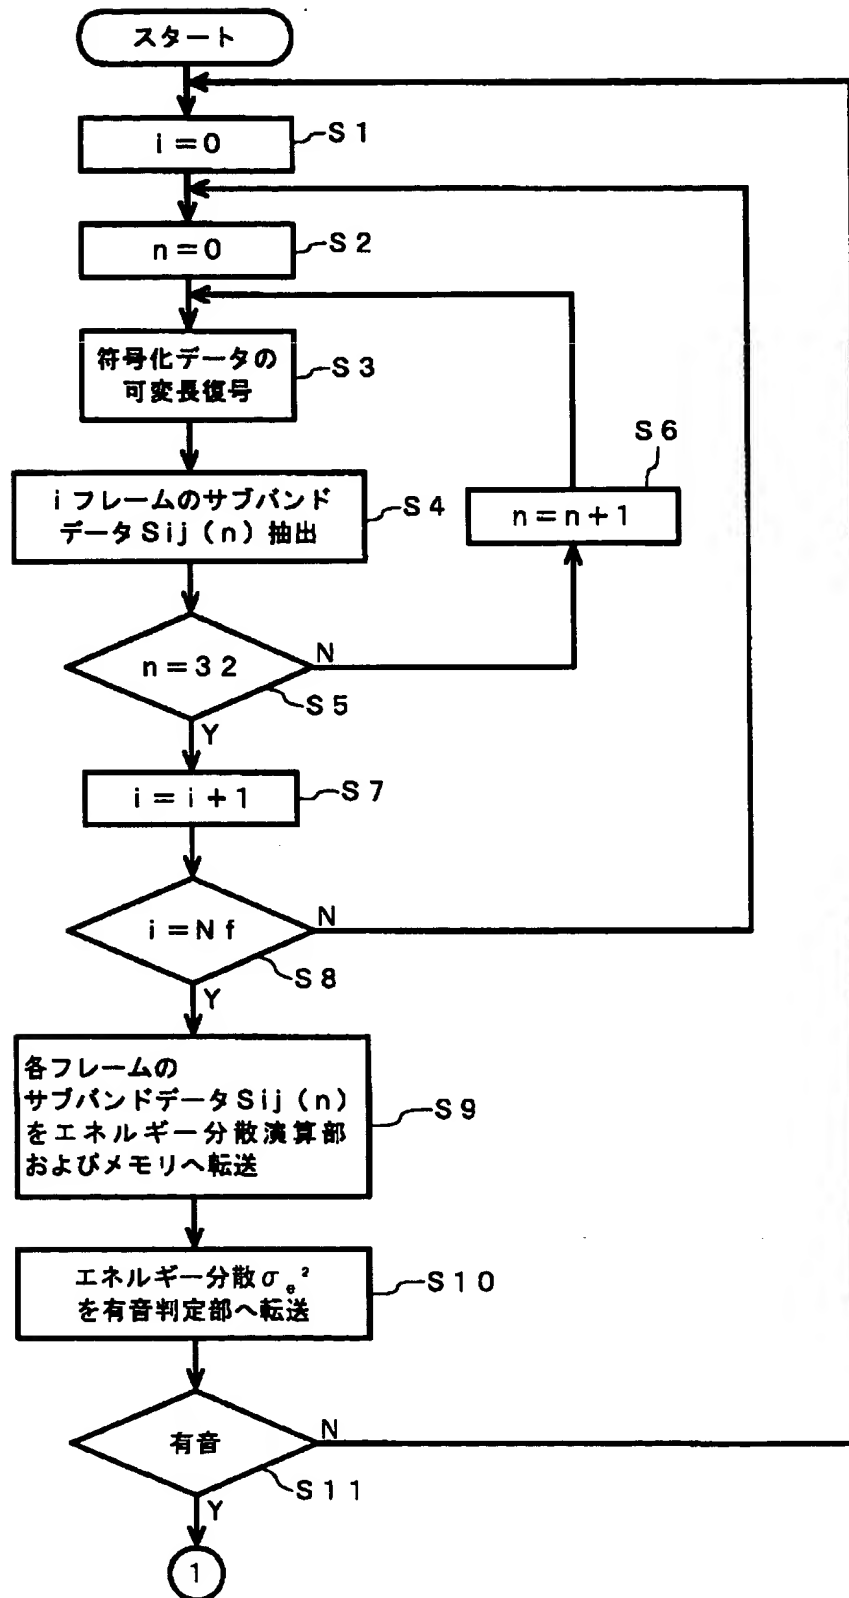 スタート
i=0
S1
n=0
S2
符号化データの
可変長復号
S3
iフレームのサブバンド
データSij(n)抽出
S4
S6
n=n+1
n=32
N
S5
Y
i=i+1
S7
i=Nf
N
S8
Y
各フレームの
サブバンドデータSij(n)
をエネルギー分散演算部
およびメモリへ転送
S9
エネルギー分散σe²
を有音判定部へ転送
S10
有音
N
S11
Y
1